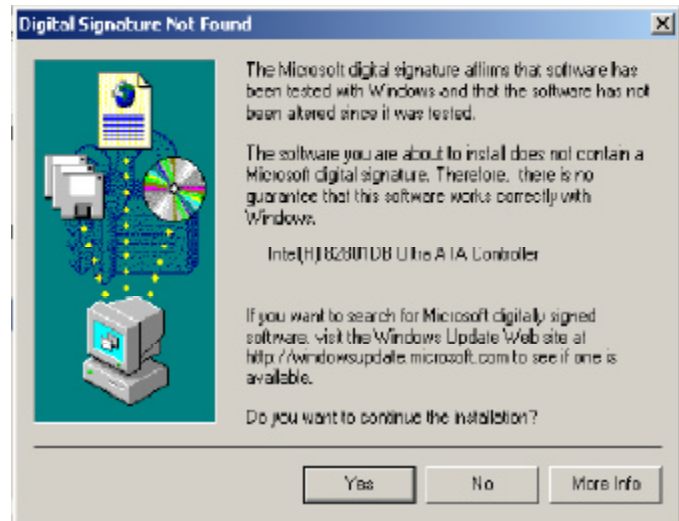 Digital Signature Not Found
The Microsoft digital signature affirms that software has
been tested with Windows and that the software has not
been altered since it was tested.
The software you are about to install does not contain a
Microsoft digital signature. Therefore, there is no
guarantee that this software works correctly with
Windows.
Intel(R) 82801DB Ultra ATA Controller
If you want to search for Microsoft digitally signed
software, visit the Windows Update Web site at
http://windowsupdate.microsoft.com to see if one is
available.
Do you want to continue the installation?
Yes
No
More Info